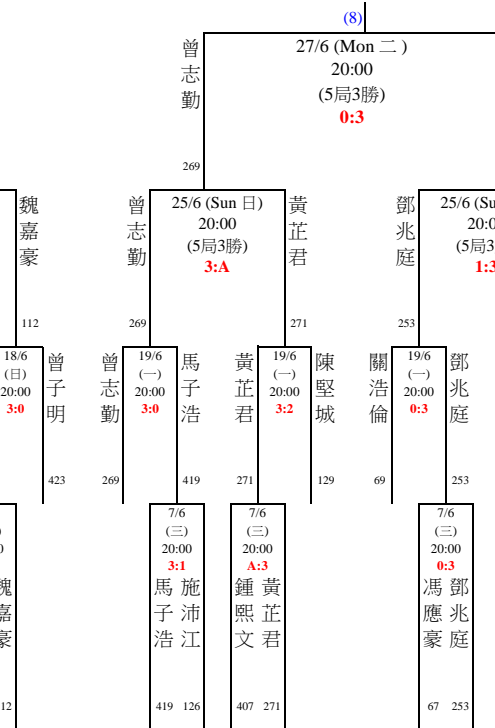 (8)
曾志勤
27/6 (Mon 二 )
20:00
(5局3勝)
0:3
269
魏嘉豪
曾志勤
25/6 (Sun 日)
20:00
(5局3勝)
3:A
黃芷君
鄧兆庭
25/6 (Su
20:0
(5局3
1:3
112
269
271
253
18/6
(日)
20:00
3:0
曾子明
曾志勤
19/6
(一)
20:00
3:0
馬子浩
黃芷君
19/6
(一)
20:00
3:2
陳堅城
關浩倫
19/6
(一)
20:00
0:3
鄧兆庭
423
269
419
271
129
69
253
7/6
(三)
20:00
3:1
馬子浩
施沛江
7/6
(三)
20:00
A:3
鍾熙文
黃芷君
7/6
(三)
20:00
0:3
馮應豪
鄧兆庭
魏嘉豪
12
419
126
407
271
67
253